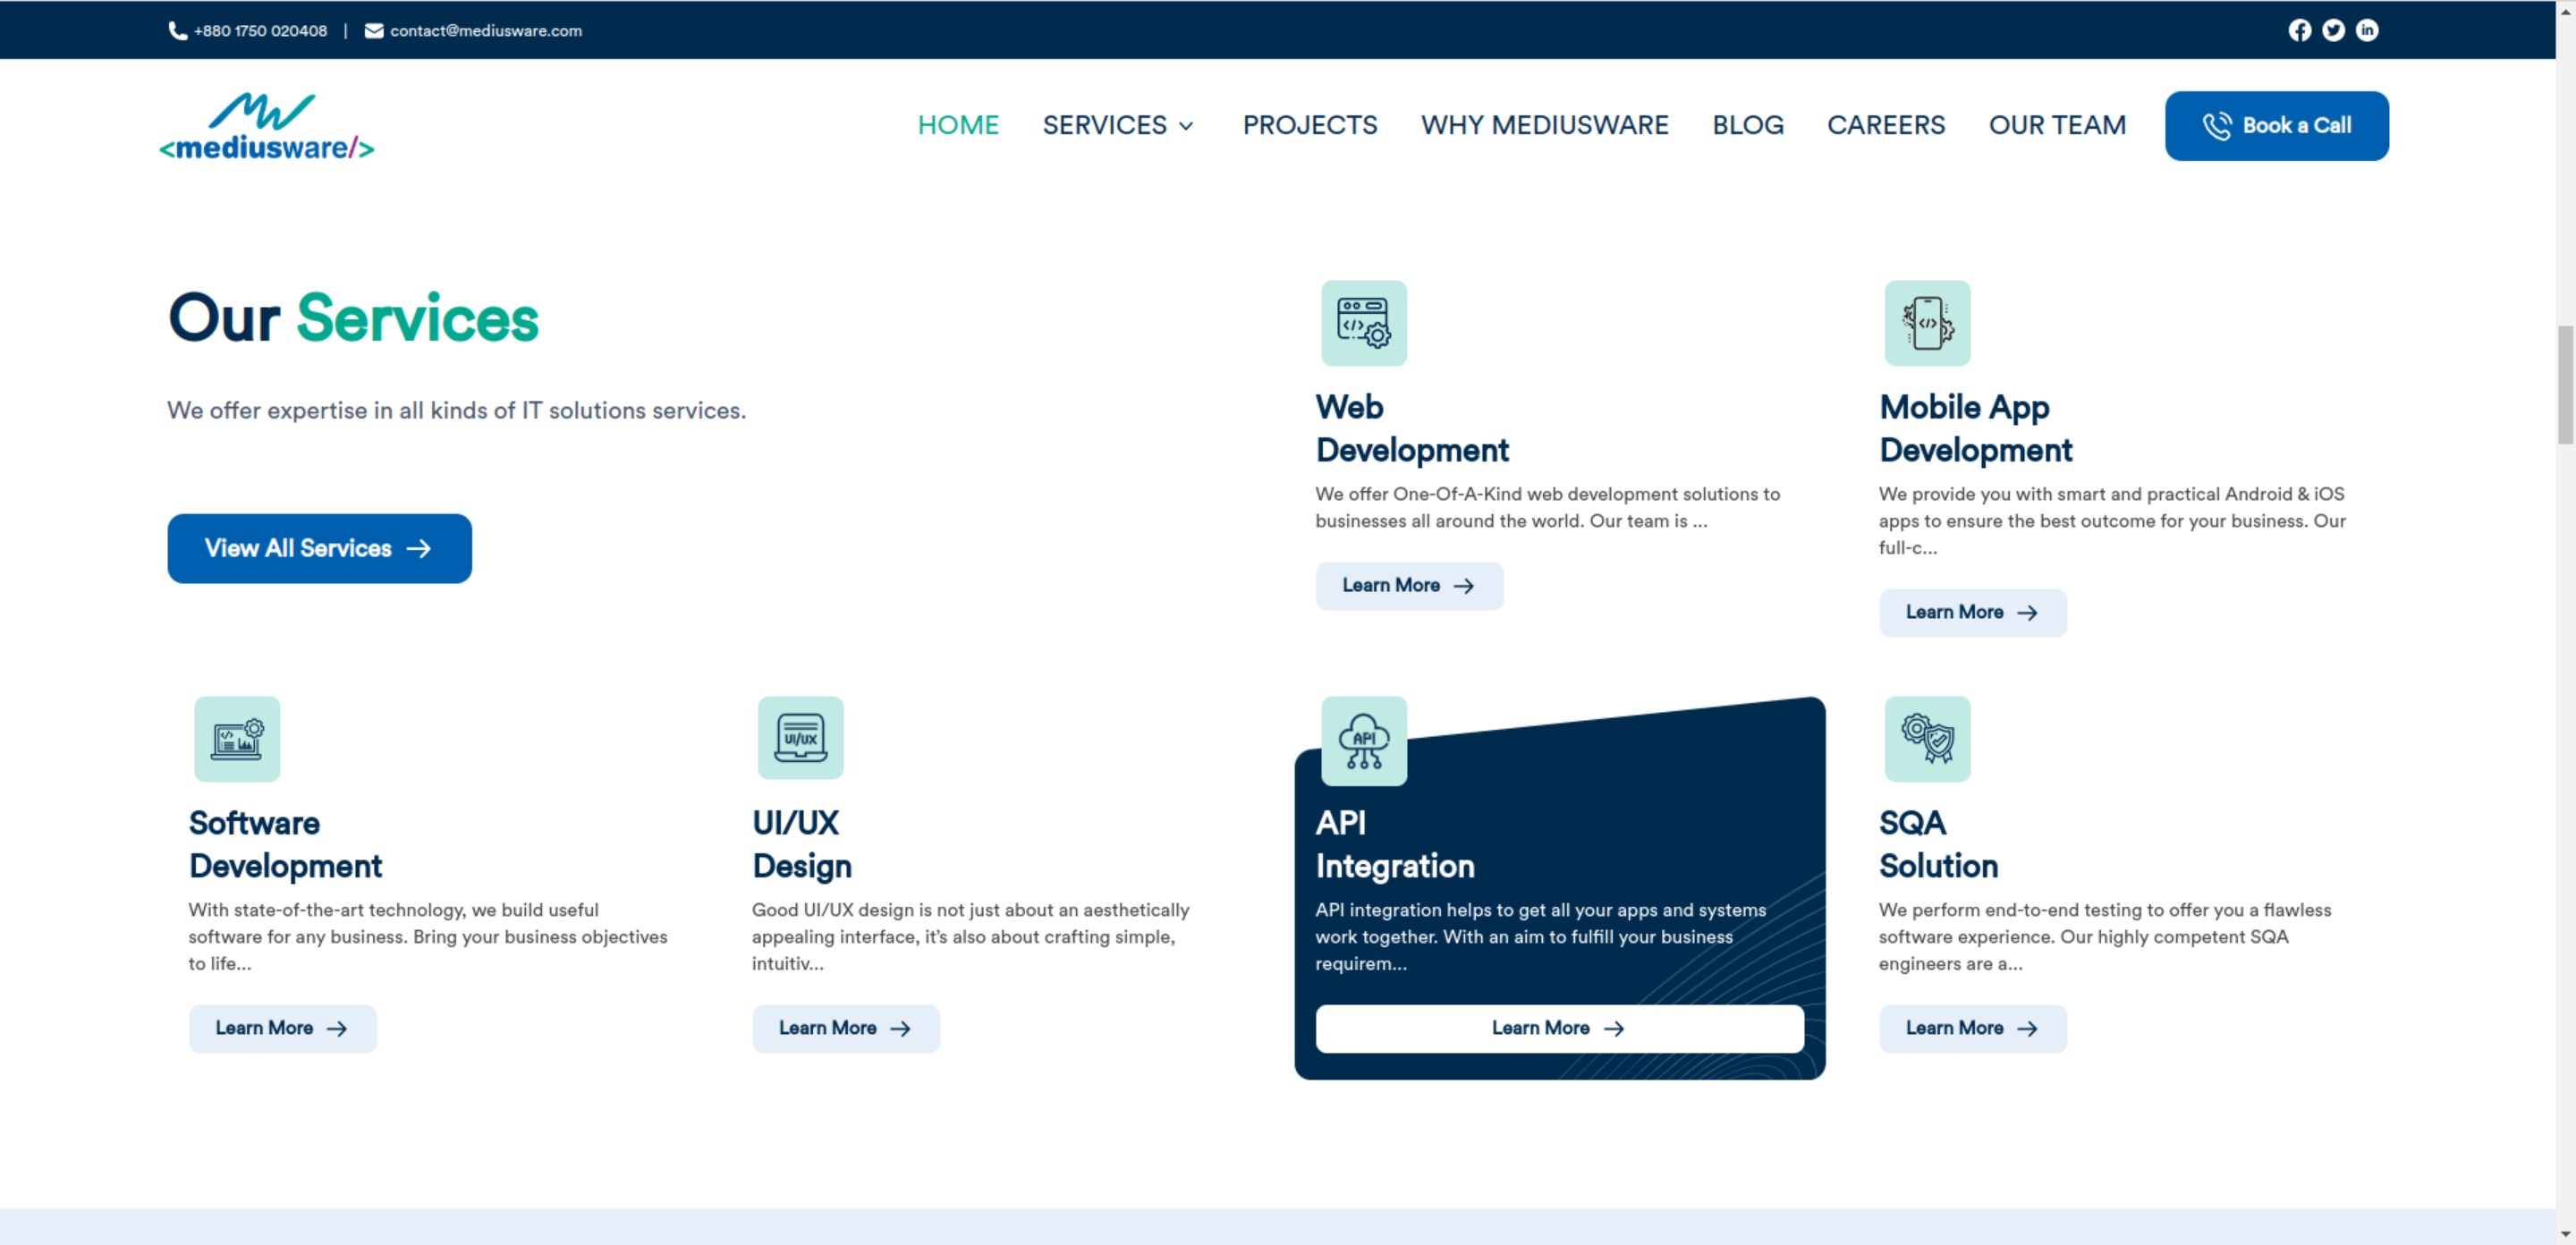 +880 1750 020408 | contact@mediusware.com
<mediusware/>
HOME SERVICES PROJECTS WHY MEDIUSWARE BLOG CAREERS OUR TEAM Book a Call
Our Services
We offer expertise in all kinds of IT solutions services.
View All Services
Web
Development
We offer One-Of-A-Kind web development solutions to
businesses all around the world. Our team is ...
Learn More
Mobile App
Development
We provide you with smart and practical Android & iOS
apps to ensure the best outcome for your business. Our
full-c...
Learn More
Software
Development
With state-of-the-art technology, we build useful
software for any business. Bring your business objectives
to life...
Learn More
UI/UX
UI/UX
Design
Good UI/UX design is not just about an aesthetically
appealing interface, it's also about crafting simple,
intuitiv...
Learn More
API
API
Integration
API integration helps to get all your apps and systems
work together. With an aim to fulfill your business
requirem...
Learn More
SQA
Solution
We perform end-to-end testing to offer you a flawless
software experience. Our highly competent SQA
engineers are a...
Learn More